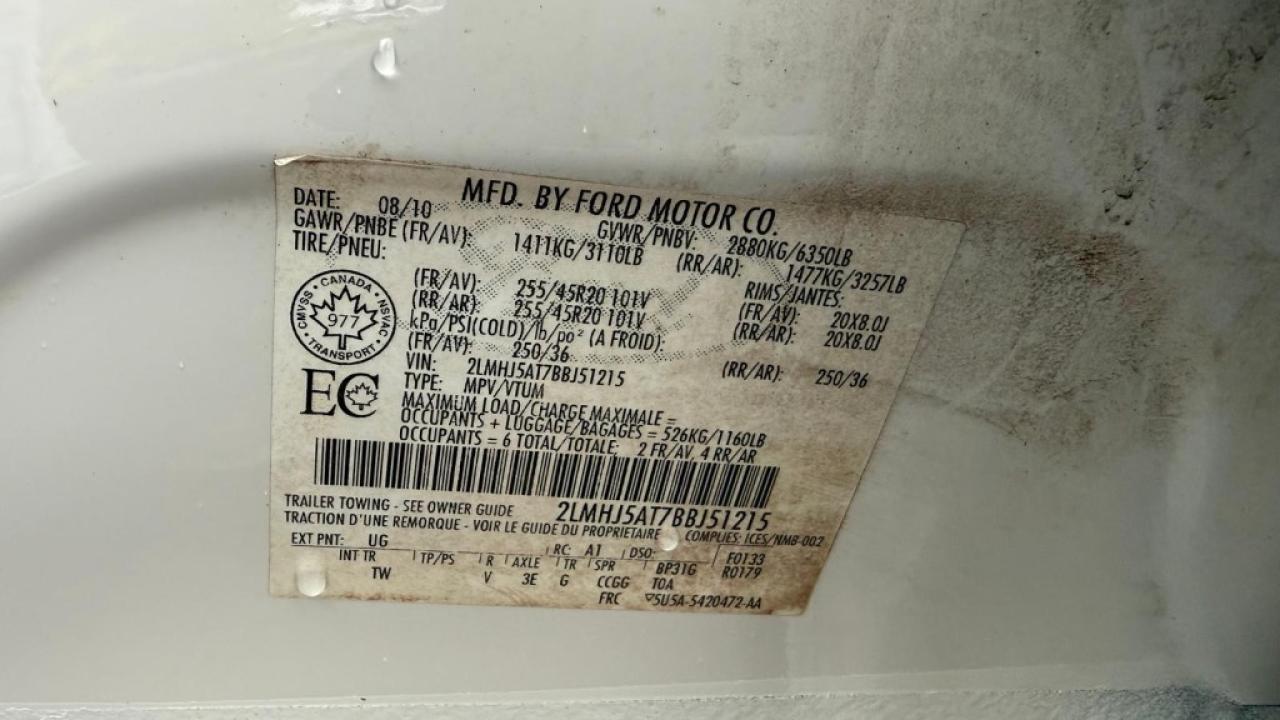 MFD. BY FORD MOTOR CO.
DATE: 08/10 GVWR/PNBV: 2880KG/6350LB
GAWR/PNBE (FR/AV): 1411KG/3110LB (RR/AR): 1477KG/3257LB
TIRE/PNEU: RIMS/JANTES:
(FR/AV): 255/45R20 101V (FR/AV): 20X8.0J
(RR/AR): 255/45R20 101V (RR/AR): 20X8.0J
kPa/PSI(COLD)/lb/po² (A FROID):
(FR/AV): 250/36 (RR/AR): 250/36
VIN: 2LMHJ5AT7BBJ51215
TYPE: MPV/VTUM
MAXIMUM LOAD/CHARGE MAXIMALE =
OCCUPANTS + LUGGAGE/BAGAGES = 526KG/1160LB
OCCUPANTS = 6 TOTAL/TOTALE: 2 FR/AV 4 RR/AR
CANADA
CMVSS NSVAC
977
TRANSPORT
EC
2LMHJ5AT7BBJ51215
TRAILER TOWING - SEE OWNER GUIDE
TRACTION D'UNE REMORQUE - VOIR LE GUIDE DU PROPRIETAIRE
COMPLIES: ICES/NMB-002
EXT PNT: UG RC: A1 DSO: F0133
INT TR TP/PS R AXLE TR SPR BP31G R0179
TW V 3E G CCGG TOA
FRC 5U5A-5420472-AA